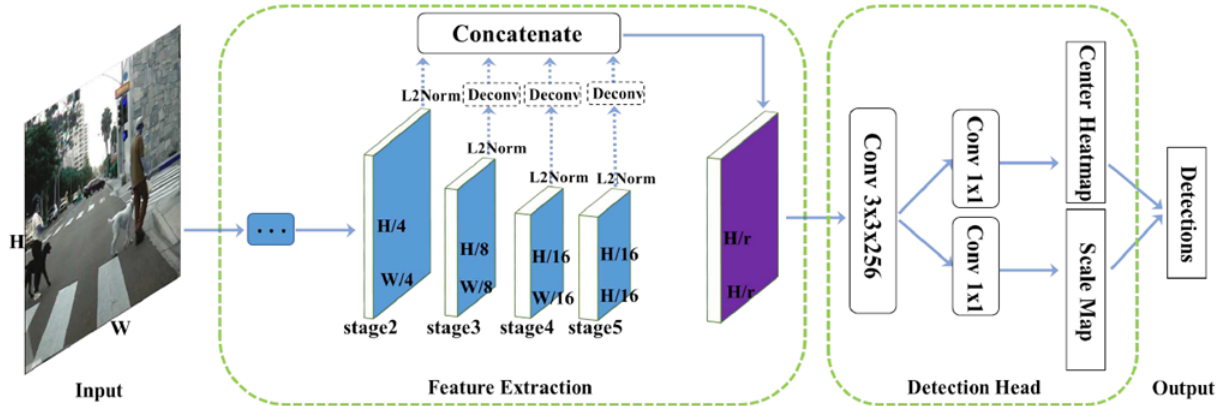 Concatenate
L2Norm
Deconv
Deconv
Deconv
L2Norm
L2Norm
L2Norm
H
W
...
H/4
W/4
stage2
H/8
W/8
stage3
H/16
W/16
stage4
H/16
H/16
stage5
H/r
H/r
Conv 3x3x256
Conv 1x1
Conv 1x1
Center Heatmap
Scale Map
Detections
Input
Feature Extraction
Detection Head
Output